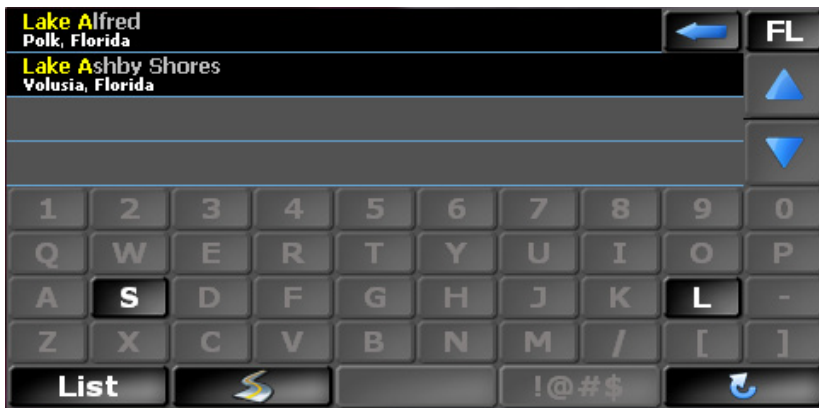 Lake Alfred
Polk, Florida
FL
Lake Ashby Shores
Volusia, Florida
1 2 3 4 5 6 7 8 9 0
Q W E R T Y U I O P
A S D F G H J K L -
Z X C V B N M / [ ]
List !@#$